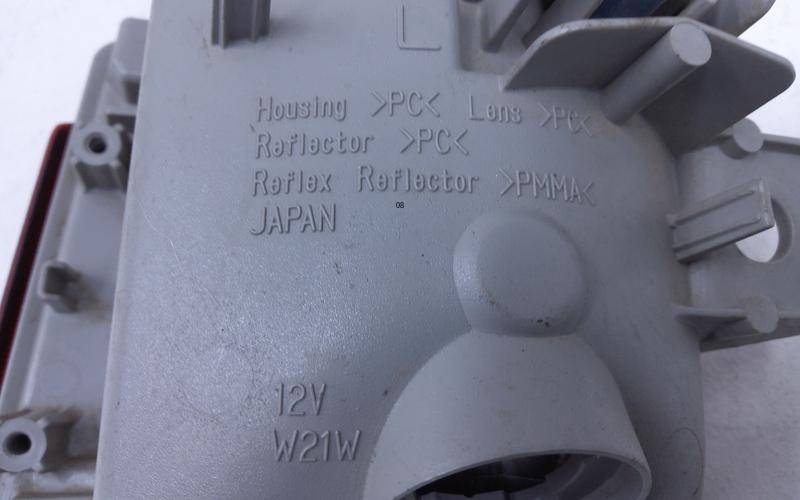 L
Housing >PC< Lens >PC<
Reflector >PC<
Reflex Reflector >PMMA<
JAPAN
08
12V
W21W